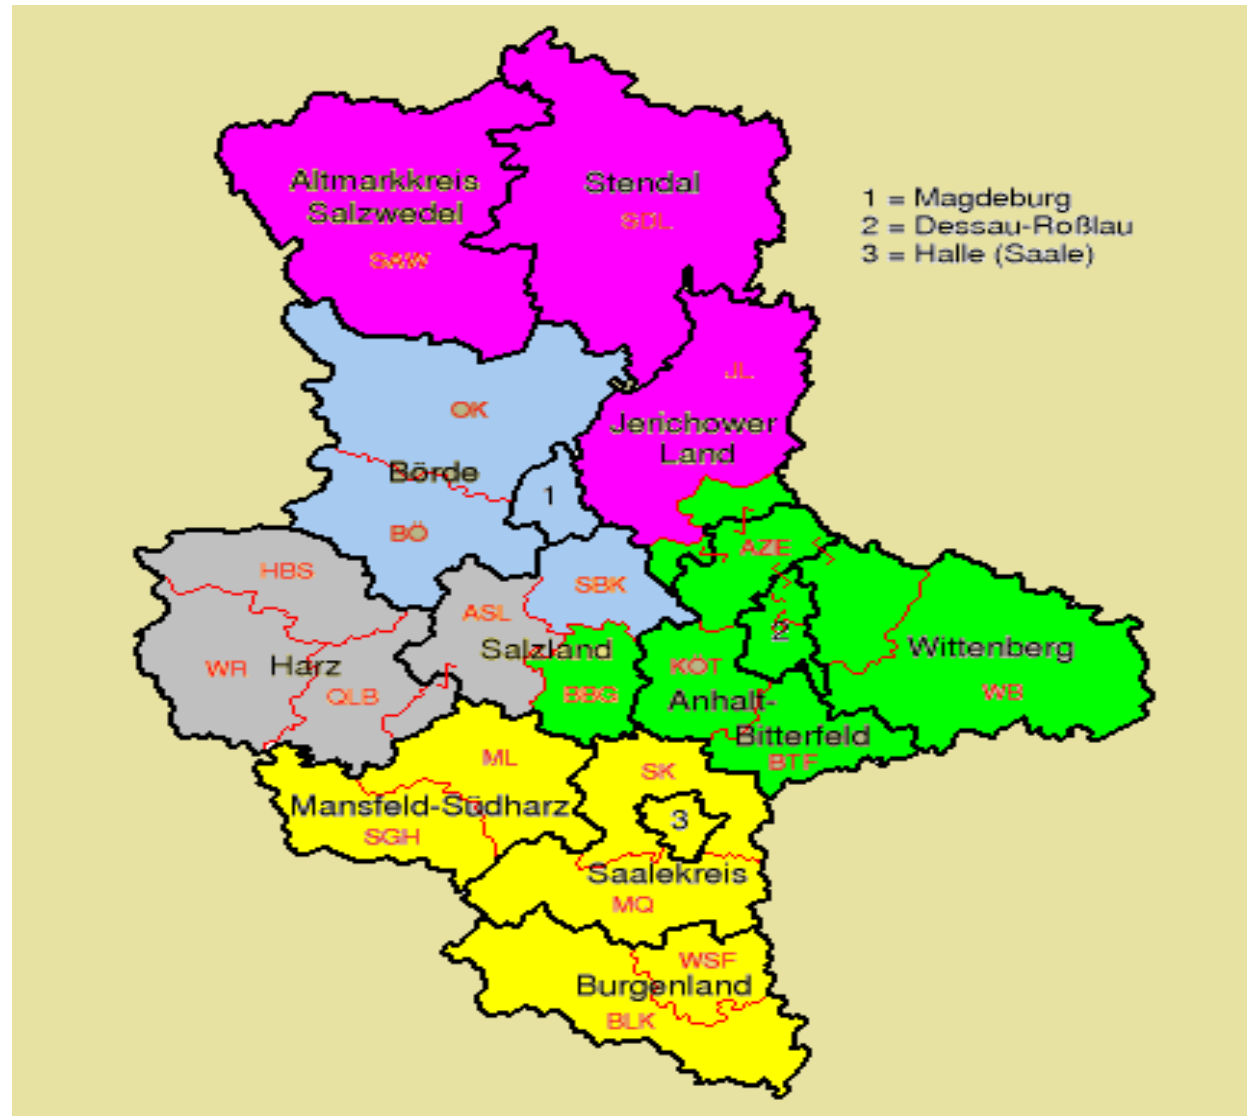 Altmarkkreis
Salzwedel
SAW
Stendal
SDL
1 = Magdeburg
2 = Dessau-Roßlau
3 = Halle (Saale)
JL
Jerichower
Land
OK
Börde
1
BÖ
AZE
HBS
SBK
ASL
Salzland
2
Wittenberg
WB
WR
Harz
QLB
BBG
KÖT
Anhalt-
Bitterfeld
BTF
ML
SK
Mansfeld-Südharz
SGH
3
Saalekreis
MQ
WSF
Burgenland
BLK